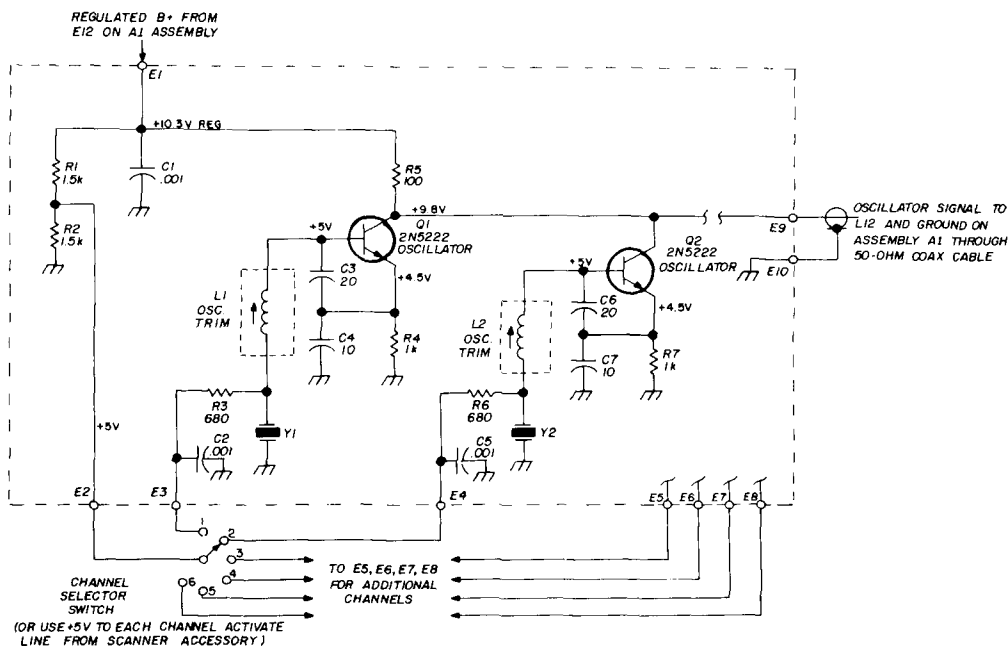 REGULATED B+ FROM
E12 ON A1 ASSEMBLY
E1
+10.3V REG
R1
1.5k
R2
1.5k
C1
.001
R5
100
+9.8V
Q1
2N5222
OSCILLATOR
+5V
+4.5V
C3
20
C4
10
R4
1k
L1
OSC.
TRIM
R3
680
C2
.001
Y1
+5V
Q2
2N5222
OSCILLATOR
+5V
+4.5V
C6
20
C7
10
R7
1k
L2
OSC.
TRIM
R6
680
C5
.001
Y2
E9
E10
OSCILLATOR SIGNAL TO
L12 AND GROUND ON
ASSEMBLY A1 THROUGH
50-OHM COAX CABLE
E2
E3
E4
E5
E6
E7
E8
1
2
3
4
5
6
TO E5, E6, E7, E8
FOR ADDITIONAL
CHANNELS
CHANNEL
SELECTOR
SWITCH
(OR USE +5V TO EACH CHANNEL ACTIVATE
LINE FROM SCANNER ACCESSORY)